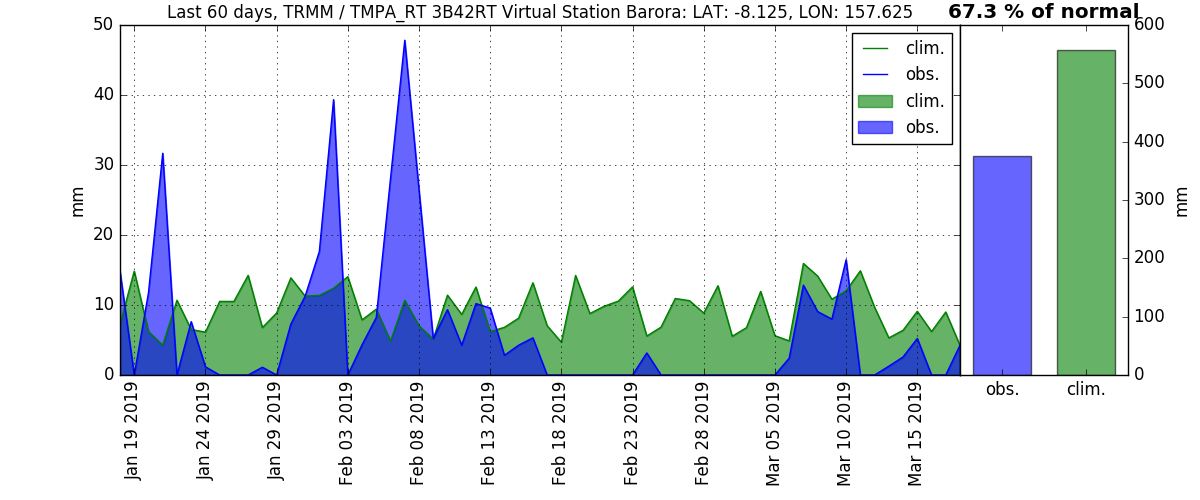 Last 60 days, TRMM / TMPA_RT 3B42RT Virtual Station Barora: LAT: -8.125, LON: 157.625
67.3 % of normal
50
40
30
20
10
0
mm
clim.
obs.
clim.
obs.
600
500
400
300
200
100
0
mm
obs.
clim.
Jan 19 2019
Jan 24 2019
Jan 29 2019
Feb 03 2019
Feb 08 2019
Feb 13 2019
Feb 18 2019
Feb 23 2019
Feb 28 2019
Mar 05 2019
Mar 10 2019
Mar 15 2019